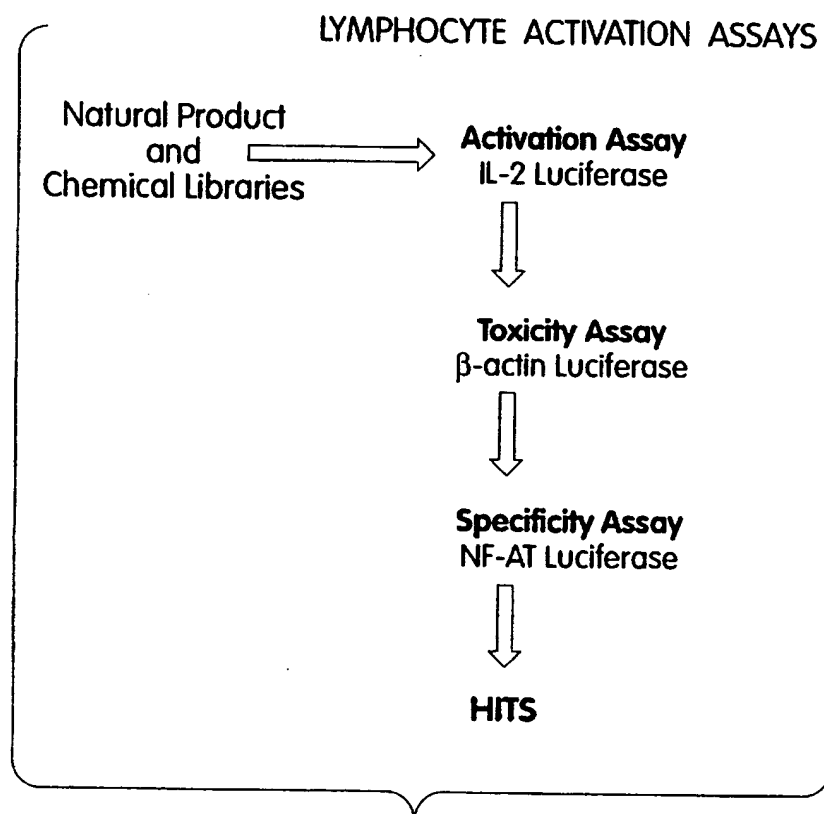 LYMPHOCYTE ACTIVATION ASSAYS
Natural Product
and
Chemical Libraries
Activation Assay
IL-2 Luciferase
Toxicity Assay
β-actin Luciferase
Specificity Assay
NF-AT Luciferase
HITS